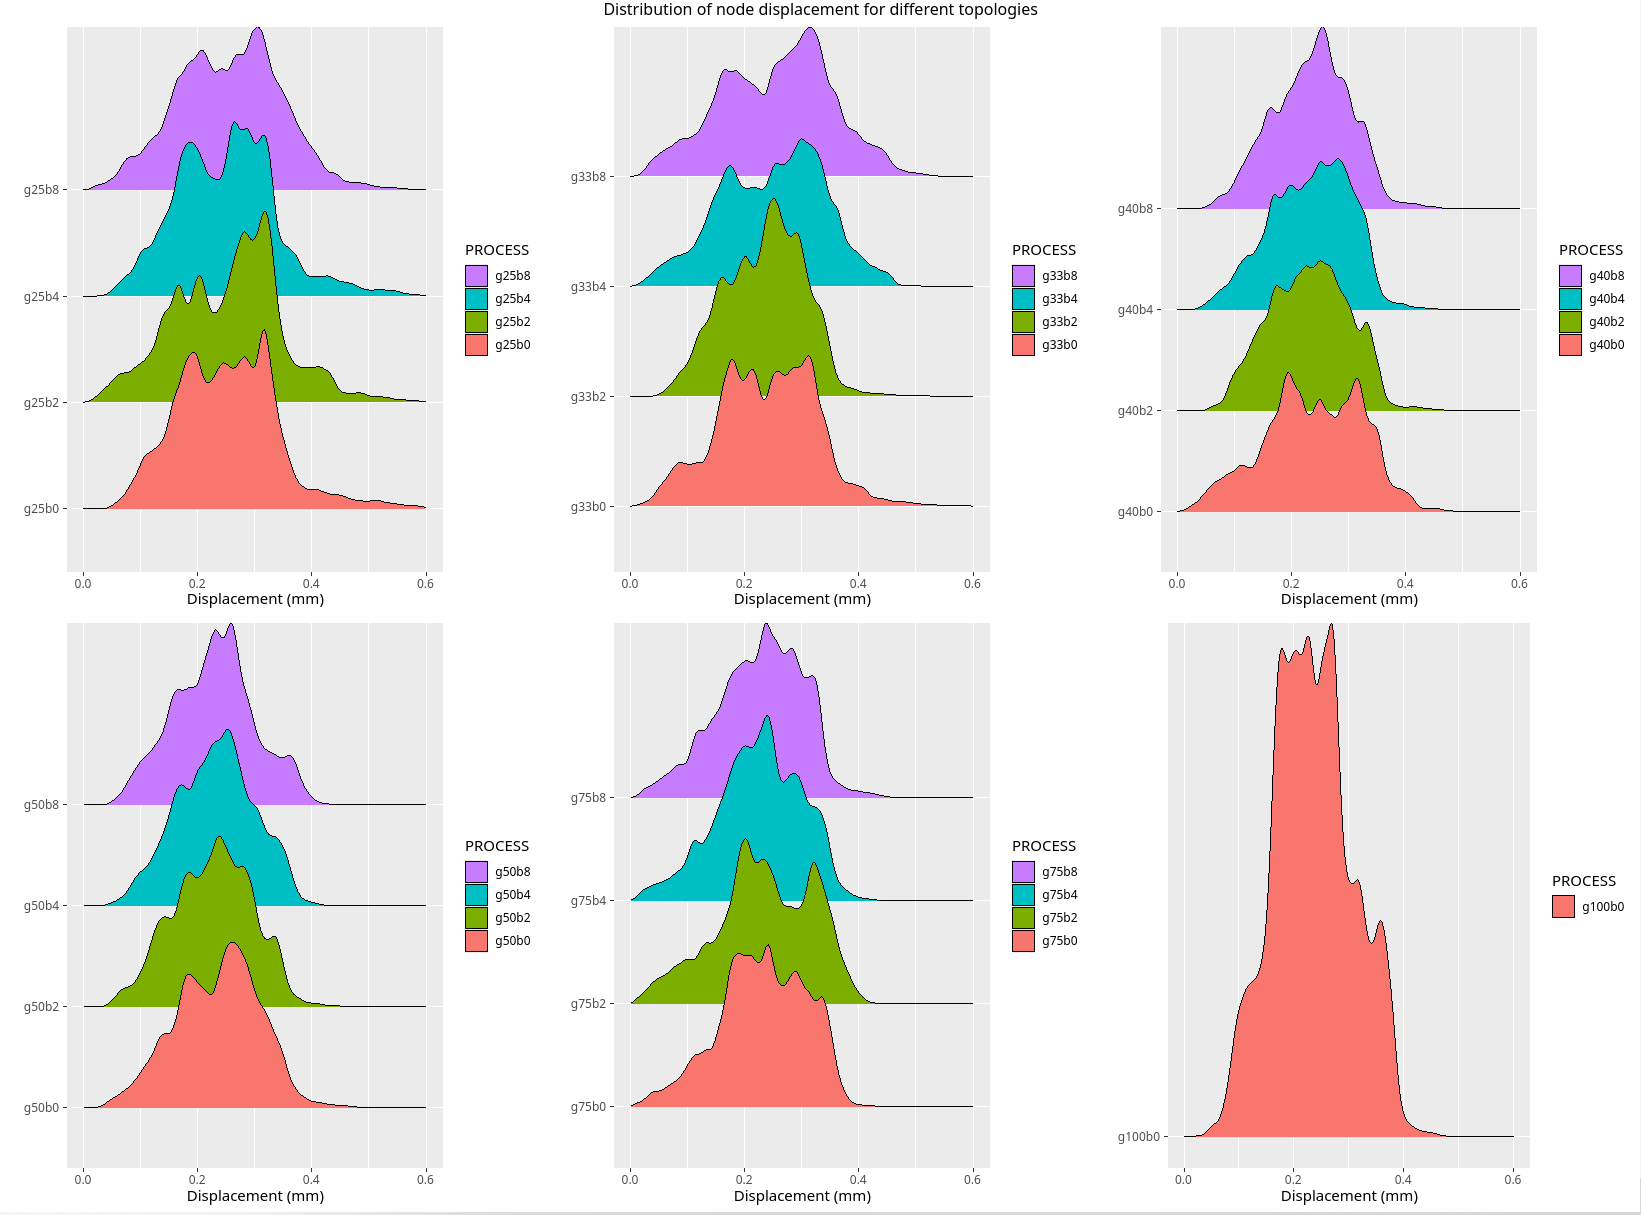 Distribution of node displacement for different topologies
g25b8
g25b4
g25b2
g25b0
0.0 0.2 0.4 0.6
Displacement (mm)
PROCESS
g25b8
g25b4
g25b2
g25b0
g33b8
g33b4
g33b2
g33b0
0.0 0.2 0.4 0.6
Displacement (mm)
PROCESS
g33b8
g33b4
g33b2
g33b0
g40b8
g40b4
g40b2
g40b0
0.0 0.2 0.4 0.6
Displacement (mm)
PROCESS
g40b8
g40b4
g40b2
g40b0
g50b8
g50b4
g50b2
g50b0
0.0 0.2 0.4 0.6
Displacement (mm)
PROCESS
g50b8
g50b4
g50b2
g50b0
g75b8
g75b4
g75b2
g75b0
0.0 0.2 0.4 0.6
Displacement (mm)
PROCESS
g75b8
g75b4
g75b2
g75b0
g100b0
0.0 0.2 0.4 0.6
Displacement (mm)
PROCESS
g100b0